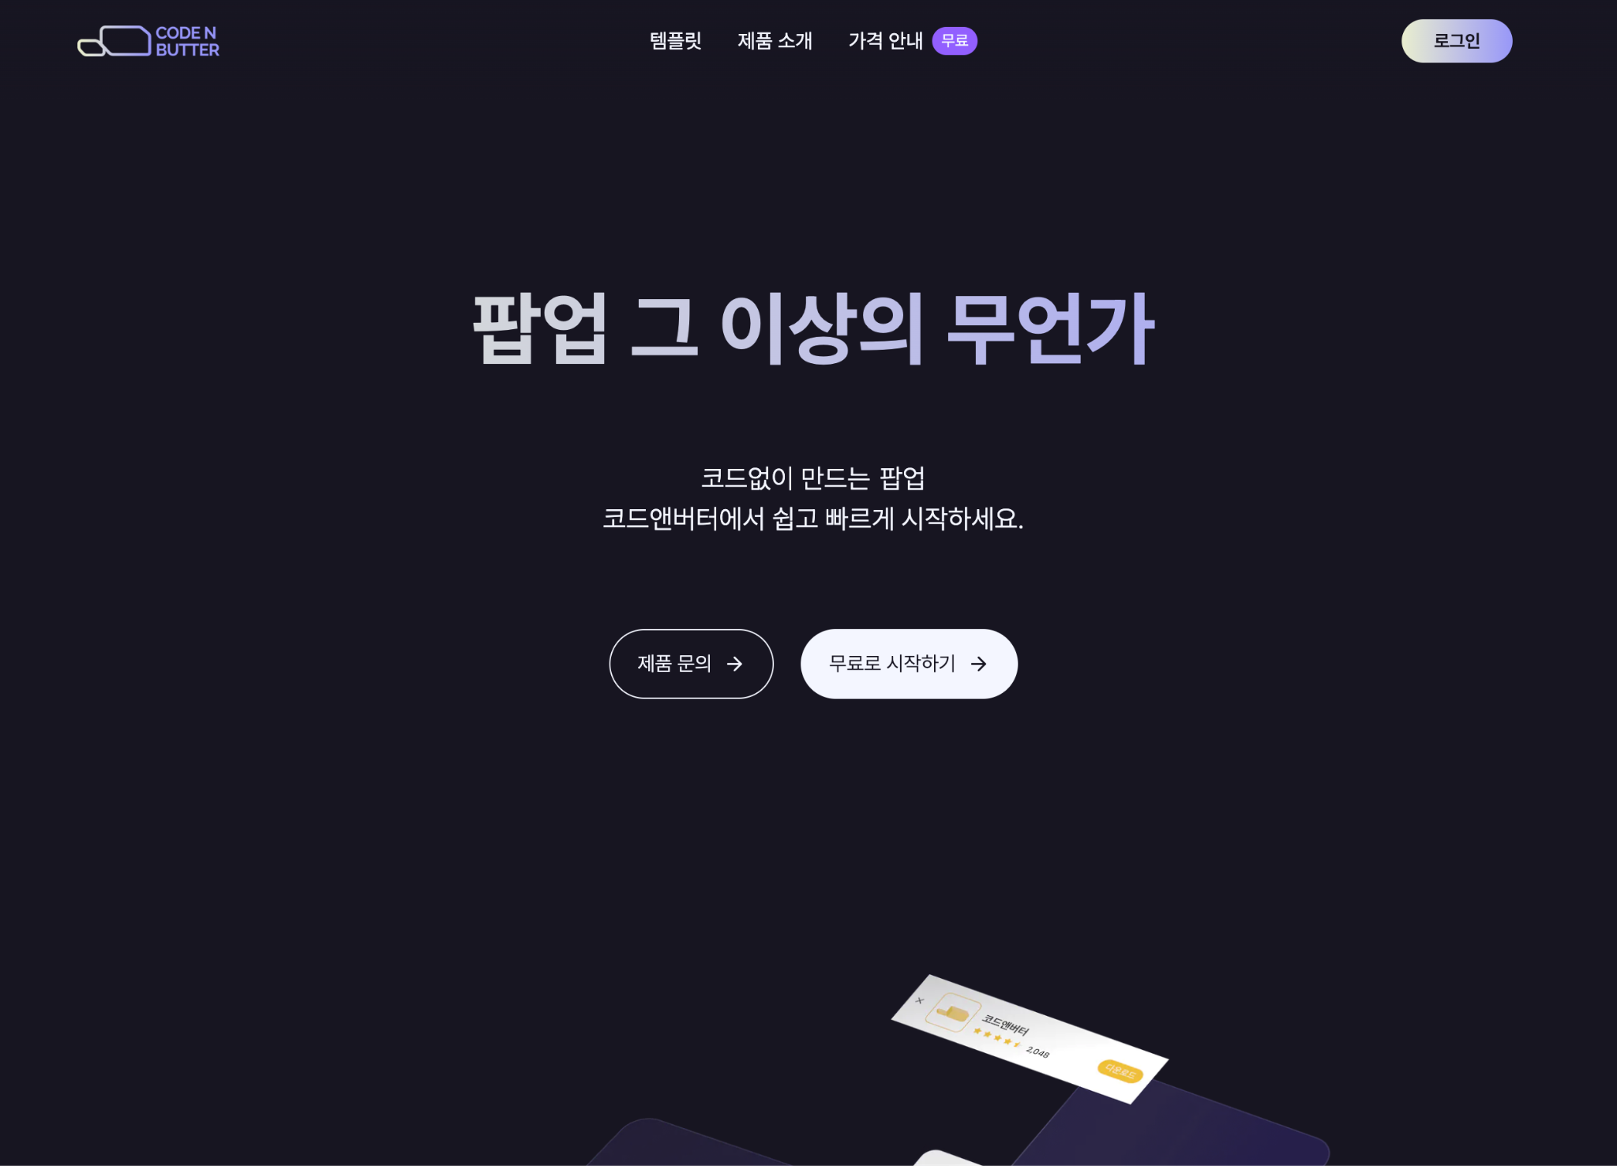 CODE N
BUTTER
템플릿
제품 소개
가격 안내
무료
로그인
팝업 그 이상의 무언가
코드없이 만드는 팝업
코드앤버터에서 쉽고 빠르게 시작하세요.
제품 문의
무료로 시작하기
코드앤버터
2,048
다운로드